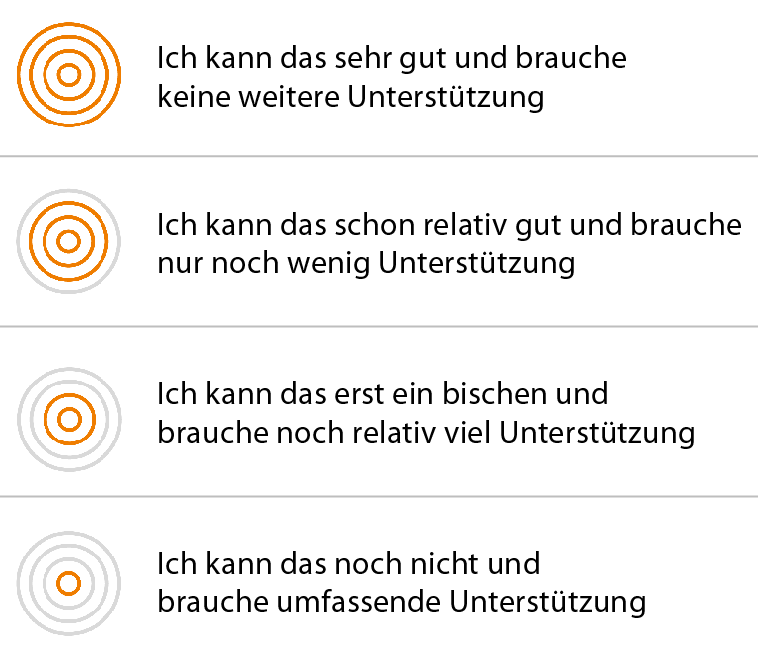 Ich kann das sehr gut und brauche
keine weitere Unterstützung
Ich kann das schon relativ gut und brauche
nur noch wenig Unterstützung
Ich kann das erst ein bischen und
brauche noch relativ viel Unterstützung
Ich kann das noch nicht und
brauche umfassende Unterstützung